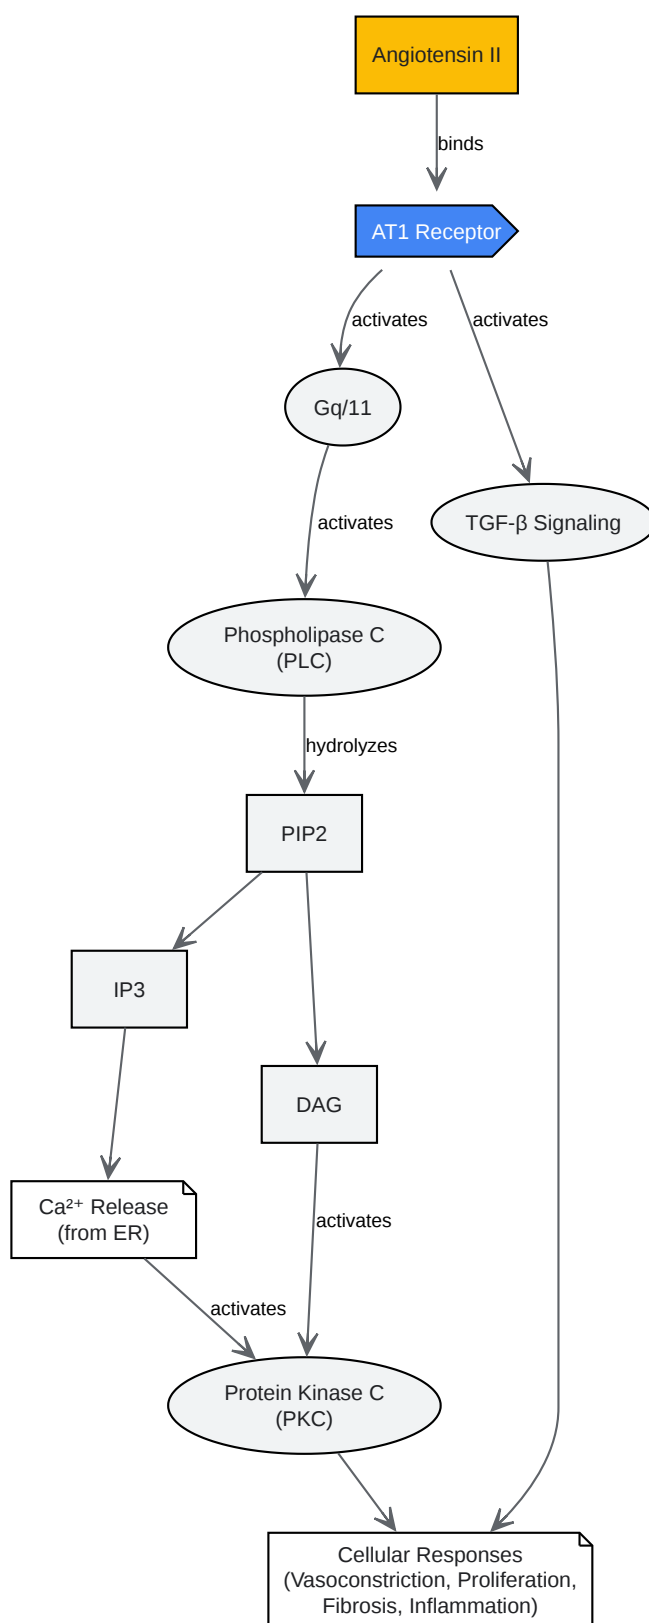 Angiotensin II
binds
AT1 Receptor
activates
activates
Gq/11
TGF-β Signaling
activates
Phospholipase C
(PLC)
hydrolyzes
PIP2
IP3
DAG
Ca²⁺ Release
(from ER)
activates
activates
Protein Kinase C
(PKC)
Cellular Responses
(Vasoconstriction, Proliferation,
Fibrosis, Inflammation)